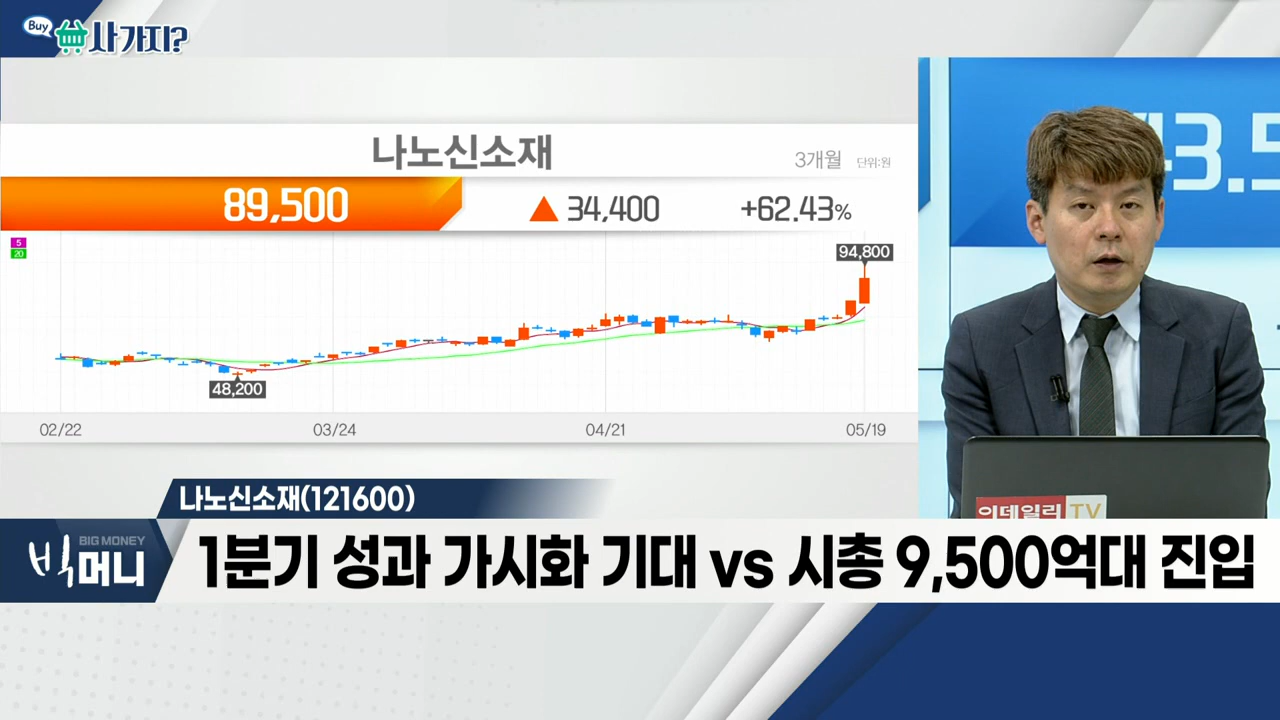 Buy
사가지?
43.5
나노신소재
3개월 단위:원
89,500 ▲ 34,400 +62.43%
5
20
94,800
48,200
02/22 03/24 04/21 05/19
이데일리 TV
나노신소재(121600)
BIG MONEY
빅머니
1분기 성과 가시화 기대 vs 시총 9,500억대 진입